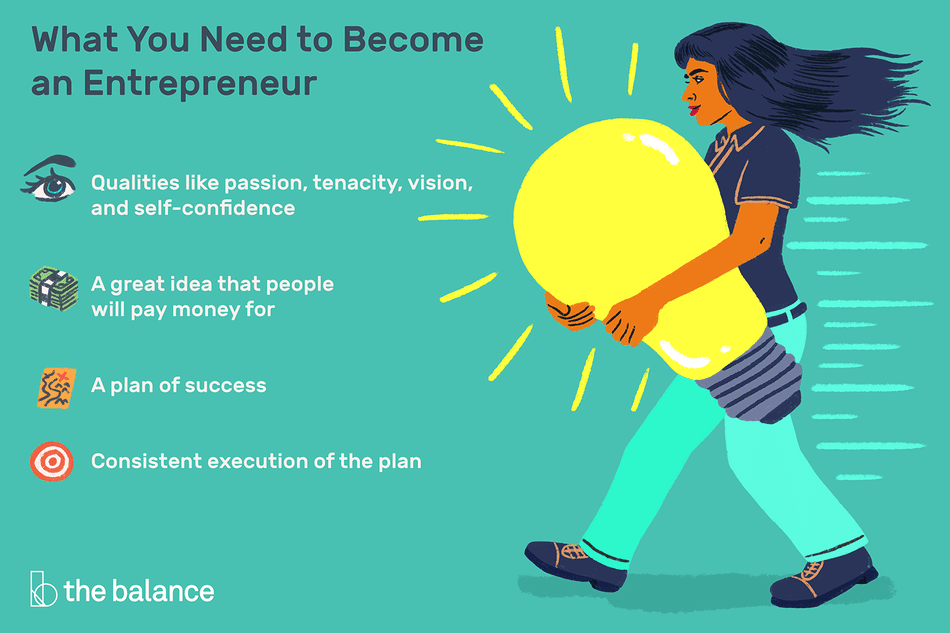 What You Need to Become
an Entrepreneur
Qualities like passion, tenacity, vision,
and self-confidence
A great idea that people
will pay money for
A plan of success
Consistent execution of the plan
the balance